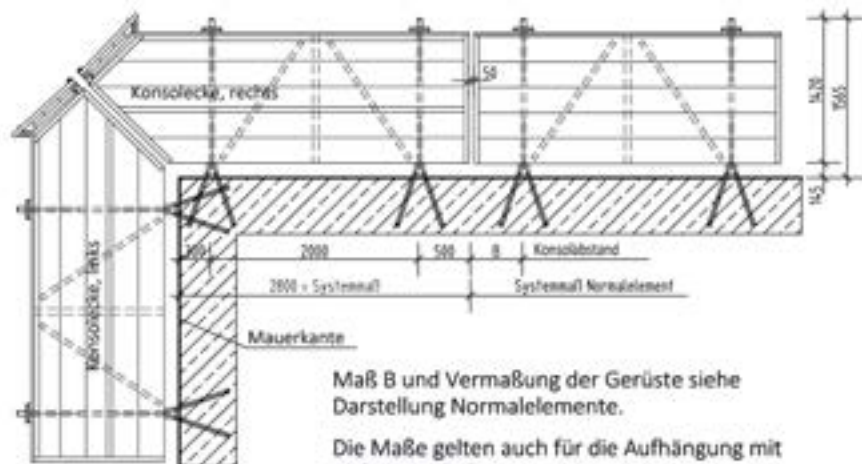 Konsolecke, rechts
50
1420
1565
145
Konsolecke, links
300
2000
500
B
Konsolabstand
2800 = Systemmaß
Systemmaß Normalelement
Mauerkante
Maß B und Vermaßung der Gerüste siehe
Darstellung Normalelemente.
Die Maße gelten auch für die Aufhängung mit